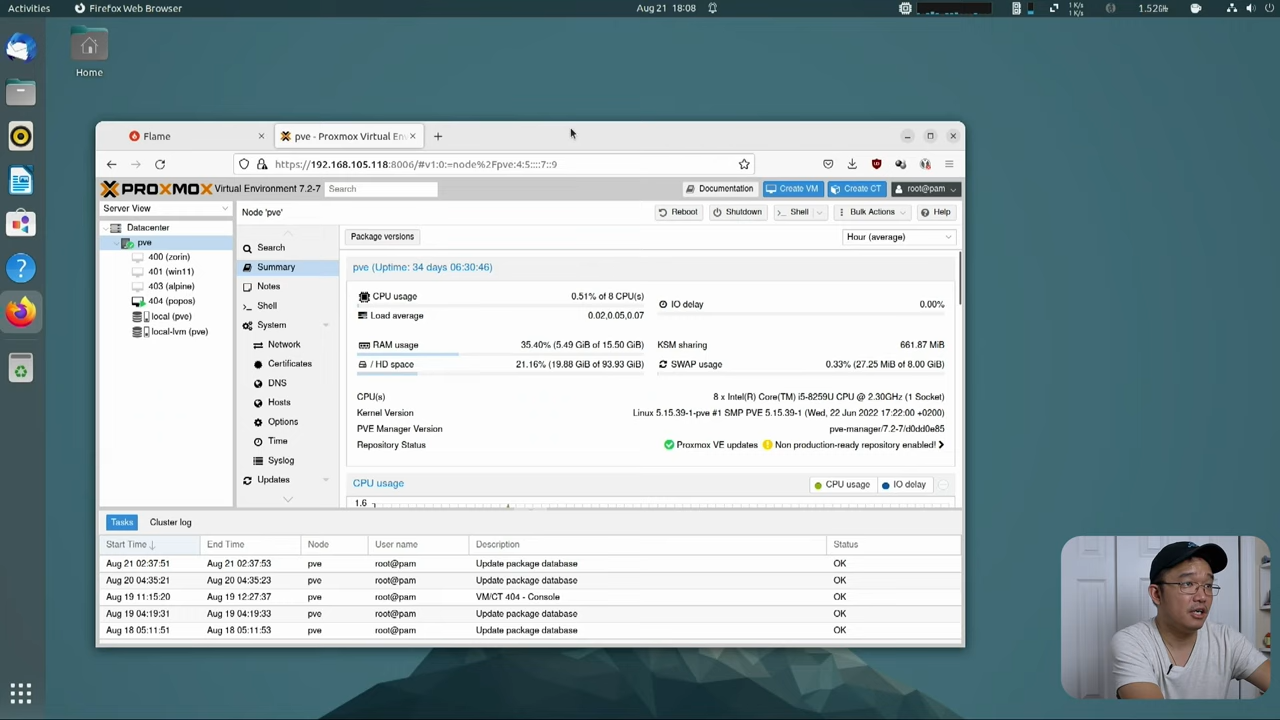 Activities Firefox Web Browser Aug 21 18:08 1 K/s 1 K/s 1.52GHz
Home
Flame pve - Proxmox Virtual En
https://192.168.105.118:8006/#v1:0:=node%2Fpve:4:5::::7::9
PROXMOX Virtual Environment 7.2-7 Search Documentation Create VM Create CT root@pam
Server View Node 'pve' Reboot Shutdown Shell Bulk Actions Help
Datacenter
pve
400 (zorin)
401 (win11)
403 (alpine)
404 (popos)
local (pve)
local-lvm (pve)
Search
Summary
Notes
Shell
System
Network
Certificates
DNS
Hosts
Options
Time
Syslog
Updates
Package versions Hour (average)
pve (Uptime: 34 days 06:30:46)
CPU usage 0.51% of 8 CPU(s) IO delay 0.00%
Load average 0.02,0.05,0.07
RAM usage 35.40% (5.49 GiB of 15.50 GiB) KSM sharing 661.87 MiB
/ HD space 21.16% (19.88 GiB of 93.93 GiB) SWAP usage 0.33% (27.25 MiB of 8.00 GiB)
CPU(s) 8 x Intel(R) Core(TM) i5-8259U CPU @ 2.30GHz (1 Socket)
Kernel Version Linux 5.15.39-1-pve #1 SMP PVE 5.15.39-1 (Wed, 22 Jun 2022 17:22:00 +0200)
PVE Manager Version pve-manager/7.2-7/d0dd0e85
Repository Status Proxmox VE updates Non production-ready repository enabled!
CPU usage CPU usage IO delay
1.6
Tasks Cluster log
Start Time End Time Node User name Description Status
Aug 21 02:37:51 Aug 21 02:37:53 pve root@pam Update package database OK
Aug 20 04:35:21 Aug 20 04:35:23 pve root@pam Update package database OK
Aug 19 11:15:20 Aug 19 12:27:37 pve root@pam VM/CT 404 - Console OK
Aug 19 04:19:31 Aug 19 04:19:33 pve root@pam Update package database OK
Aug 18 05:11:51 Aug 18 05:11:53 pve root@pam Update package database OK